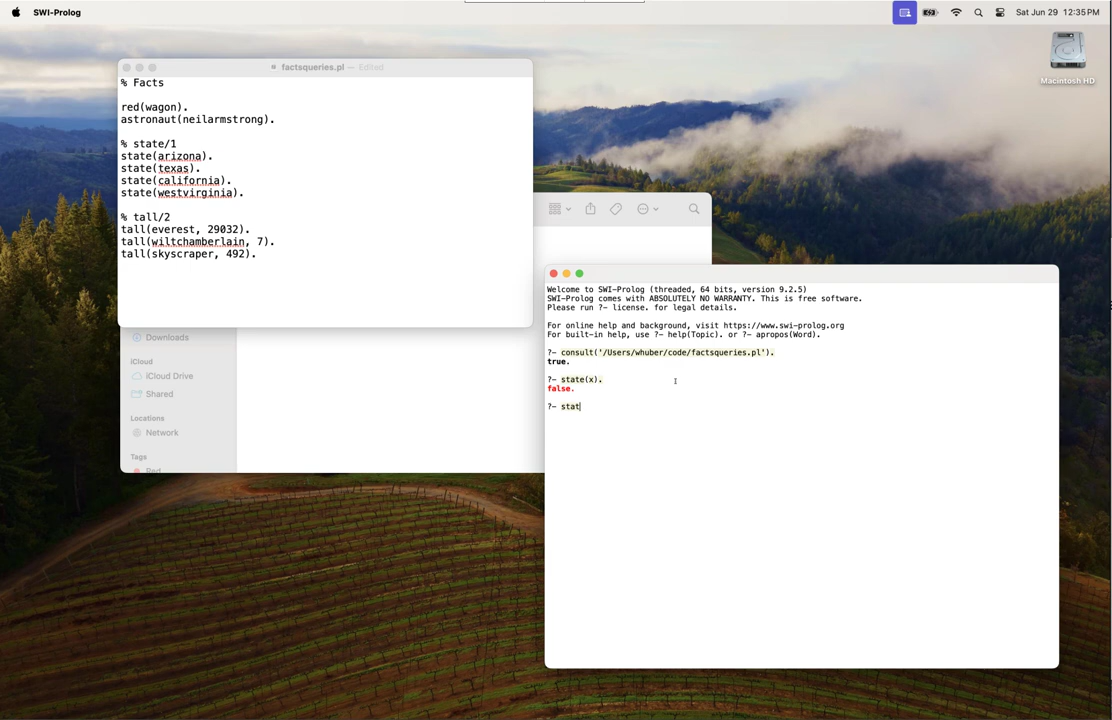 SWI-Prolog
Sat Jun 29 12:35PM
Macintosh HD
factsqueries.pl — Edited
% Facts
red(wagon).
astronaut(neilarmstrong).
% state/1
state(arizona).
state(texas).
state(california).
state(westvirginia).
% tall/2
tall(everest, 29032).
tall(wiltchamberlain, 7).
tall(skyscraper, 492).
Downloads
iCloud
iCloud Drive
Shared
Locations
Network
Tags
Red
Welcome to SWI-Prolog (threaded, 64 bits, version 9.2.5)
SWI-Prolog comes with ABSOLUTELY NO WARRANTY. This is free software.
Please run ?- license. for legal details.
For online help and background, visit https://www.swi-prolog.org
For built-in help, use ?- help(Topic). or ?- apropos(Word).
?- consult('/Users/whuber/code/factsqueries.pl').
true.
?- state(x).
false.
?- stat